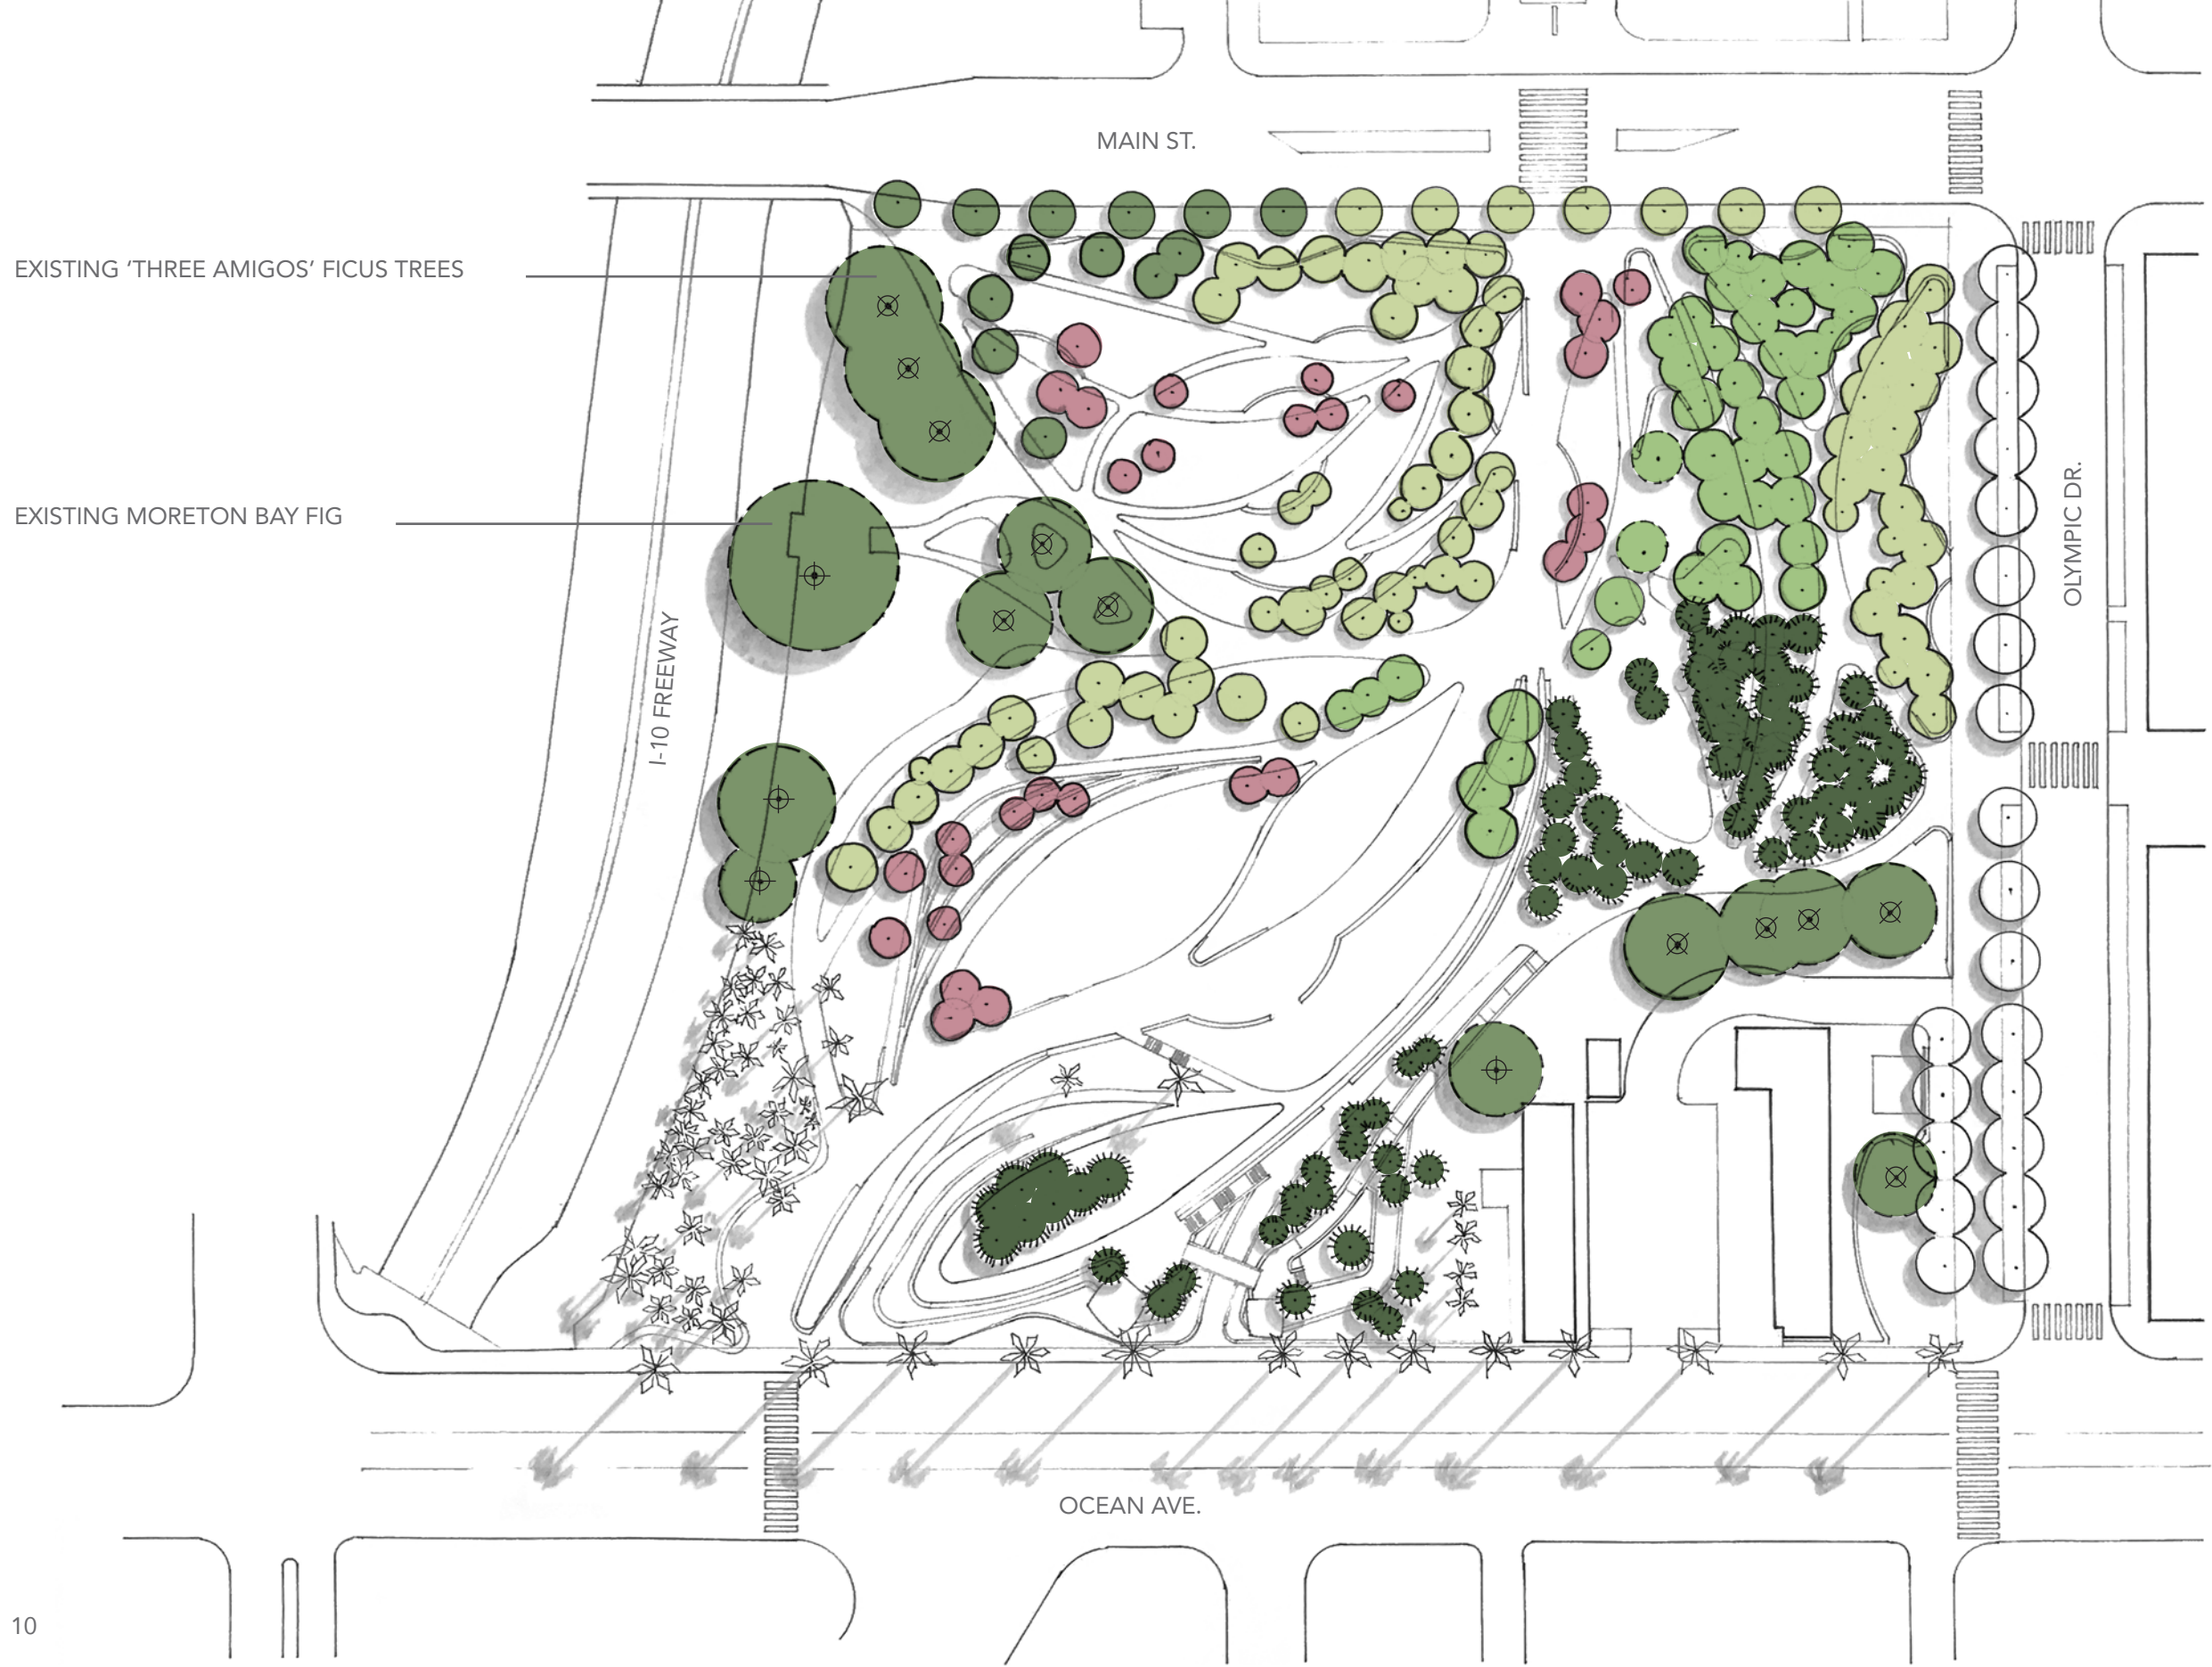 MAIN ST.
EXISTING ‘THREE AMIGOS’ FICUS TREES
EXISTING MORETON BAY FIG
OLYMPIC DR.
I-10 FREEWAY
OCEAN AVE.
10